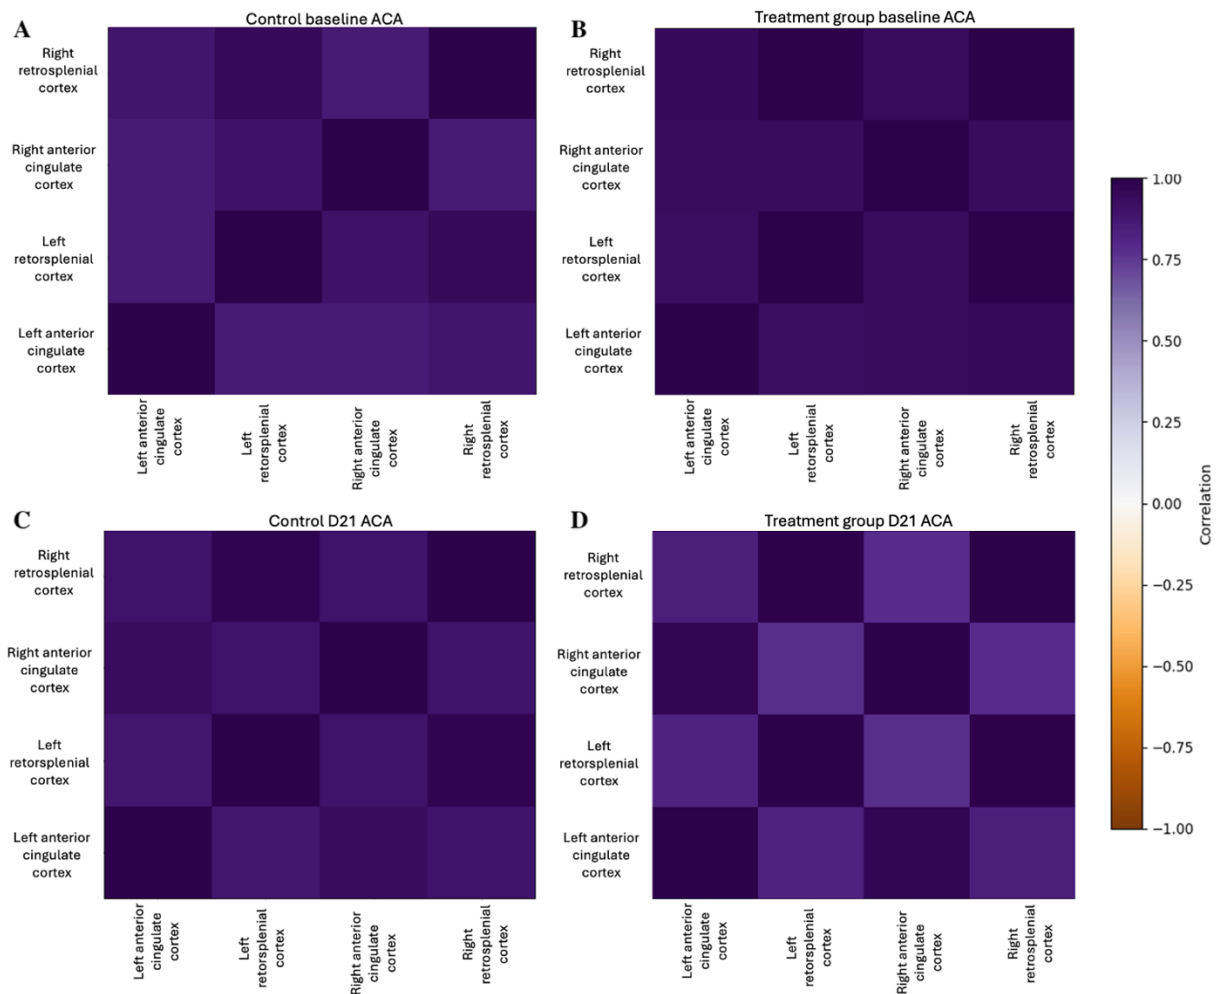 A
Control baseline ACA
Right
retrosplenial
cortex
Right anterior
cingulate
cortex
Left
retorsplenial
cortex
Left anterior
cingulate
cortex
Left anterior
cingulate
cortex
Left
retorsplenial
cortex
Right anterior
cingulate
cortex
Right
retrosplenial
cortex
B
Treatment group baseline ACA
Right
retrosplenial
cortex
Right anterior
cingulate
cortex
Left
retorsplenial
cortex
Left anterior
cingulate
cortex
Left anterior
cingulate
cortex
Left
retorsplenial
cortex
Right anterior
cingulate
cortex
Right
retrosplenial
cortex
C
Control D21 ACA
Right
retrosplenial
cortex
Right anterior
cingulate
cortex
Left
retorsplenial
cortex
Left anterior
cingulate
cortex
Left anterior
cingulate
cortex
Left
retorsplenial
cortex
Right anterior
cingulate
cortex
Right
retrosplenial
cortex
D
Treatment group D21 ACA
Right
retrosplenial
cortex
Right anterior
cingulate
cortex
Left
retorsplenial
cortex
Left anterior
cingulate
cortex
Left anterior
cingulate
cortex
Left
retorsplenial
cortex
Right anterior
cingulate
cortex
Right
retrosplenial
cortex
1.00
0.75
0.50
0.25
0.00
−0.25
−0.50
−0.75
−1.00
Correlation